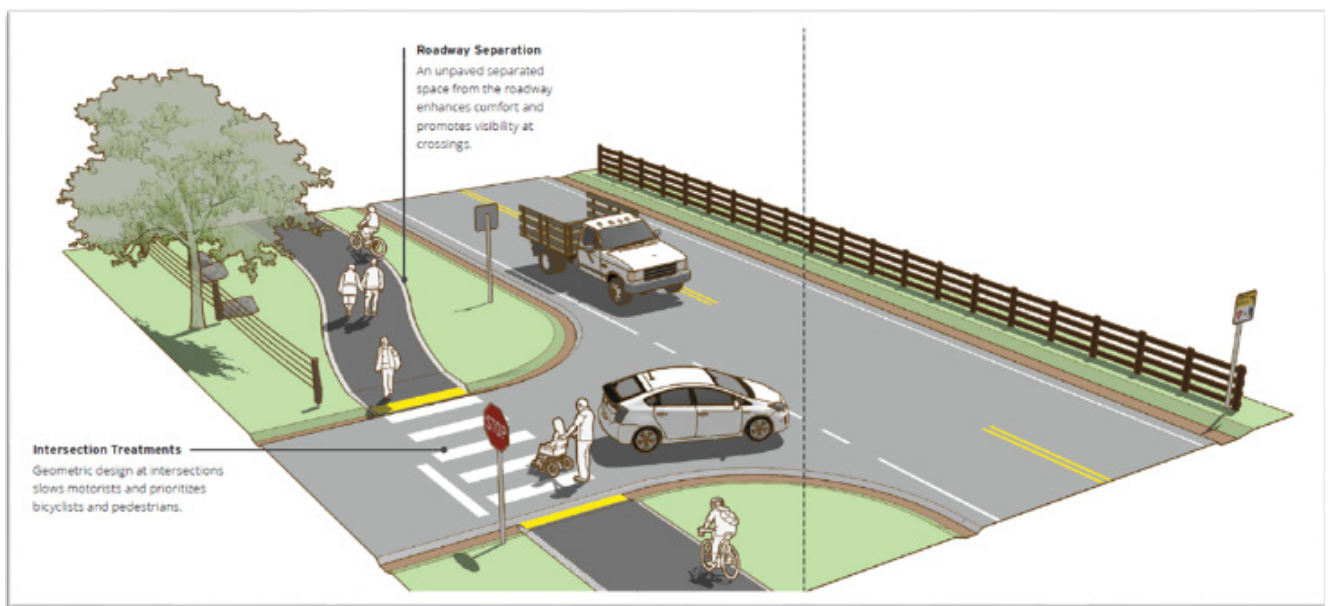 Roadway Separation
An unpaved separated
space from the roadway
enhances comfort and
promotes visibility at
crossings.
STOP
Intersection Treatments
Geometric design at intersections
slows motorists and prioritizes
bicyclists and pedestrians.